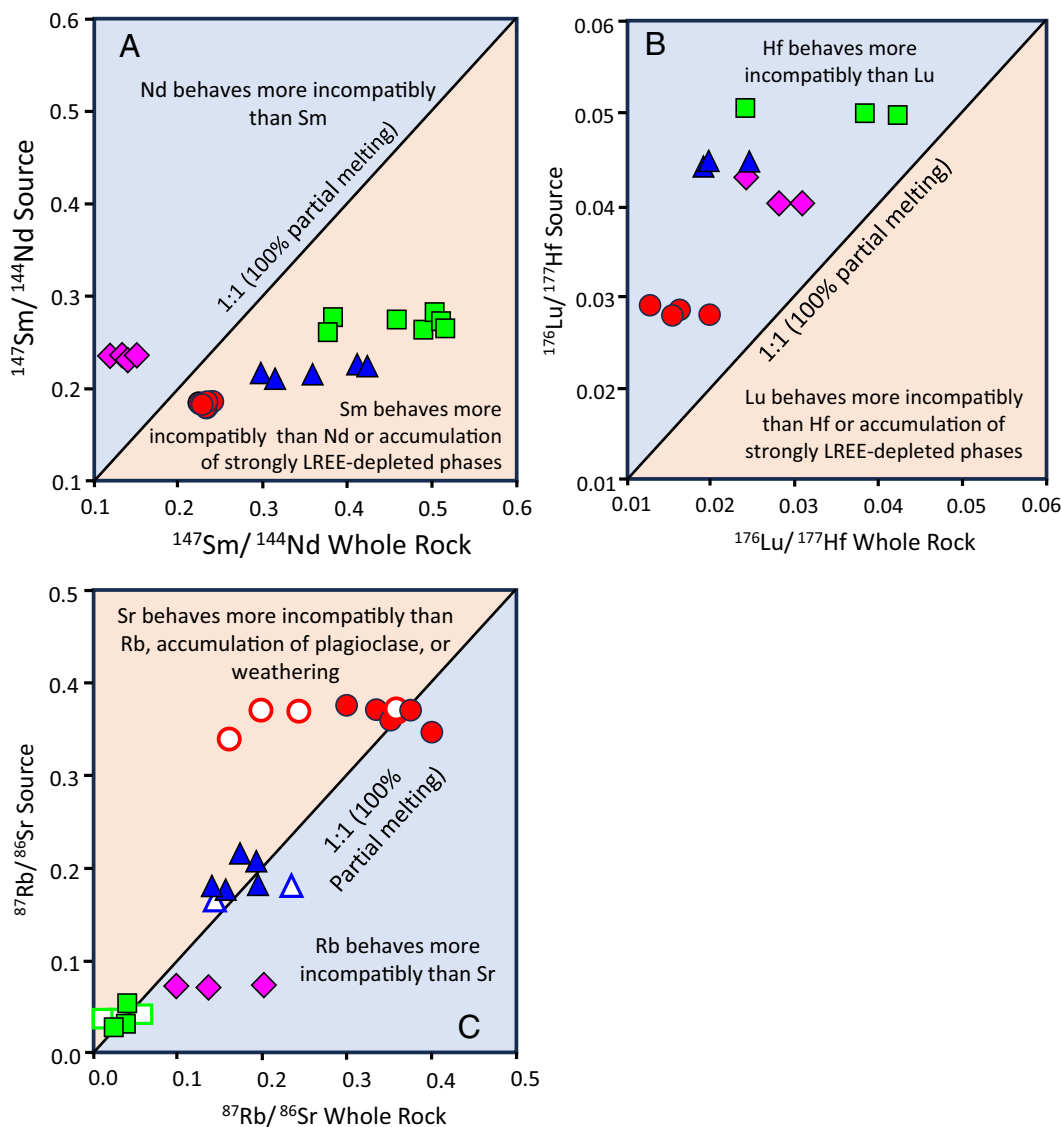 A
Nd behaves more incompatibly
than Sm
1:1 (100% partial melting)
Sm behaves more
incompatibly than Nd or accumulation
of strongly LREE-depleted phases
0.6
0.5
0.4
0.3
0.2
0.1
147Sm/144Nd Source
0.1 0.2 0.3 0.4 0.5 0.6
147Sm/144Nd Whole Rock
B
Hf behaves more
incompatibly than Lu
1:1 (100% partial melting)
Lu behaves more incompatibly
than Hf or accumulation of
strongly LREE-depleted phases
0.06
0.05
0.04
0.03
0.02
0.01
176Lu/177Hf Source
0.01 0.02 0.03 0.04 0.05 0.06
176Lu/177Hf Whole Rock
Sr behaves more incompatibly than
Rb, accumulation of plagioclase, or
weathering
1:1 (100%
Partial melting)
Rb behaves more
incompatibly than Sr
C
0.5
0.4
0.3
0.2
0.1
0.0
87Rb/86Sr Source
0.0 0.1 0.2 0.3 0.4 0.5
87Rb/86Sr Whole Rock